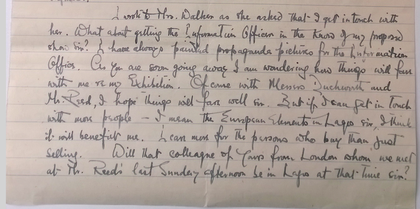 I wrote Mrs. Walker as she asked that I get in touch with
her. What about getting the Information Officer in the know of my proposed
show sir? I have always painted propaganda pictures for the Information
Office. As you are soon going away I am wondering how things will fare
with me re my Exhibition. Of course with Messrs Duckworth and
Mr. Reed, I hope things will fare well sir. But if I can get in touch
with more people – I mean the European Elements in Lagos sir, I think
it will benefit me. I care more for the persons who buy than just
selling. Will that colleague of yours from London whom we met
at Mr. Reed's last Sunday afternoon be in Lagos at that time sir?